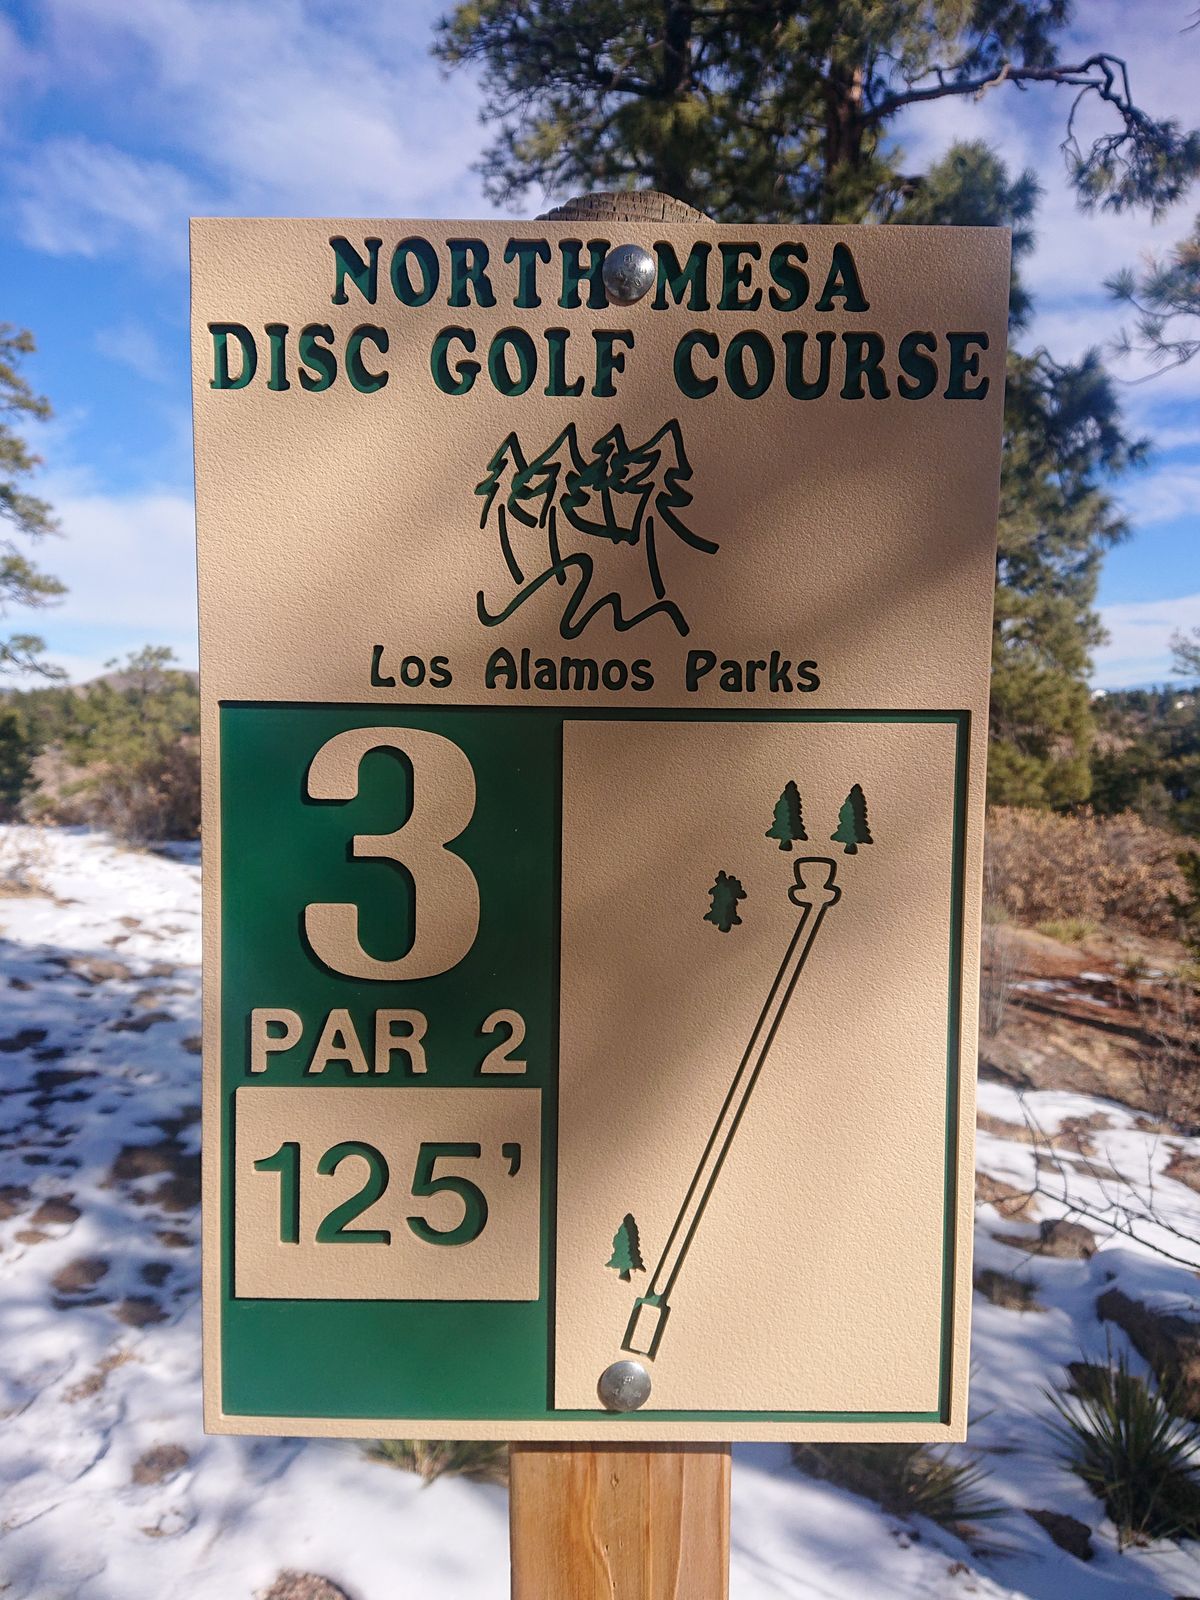 NORTH MESA
DISC GOLF COURSE
Los Alamos Parks
3
PAR 2
125'